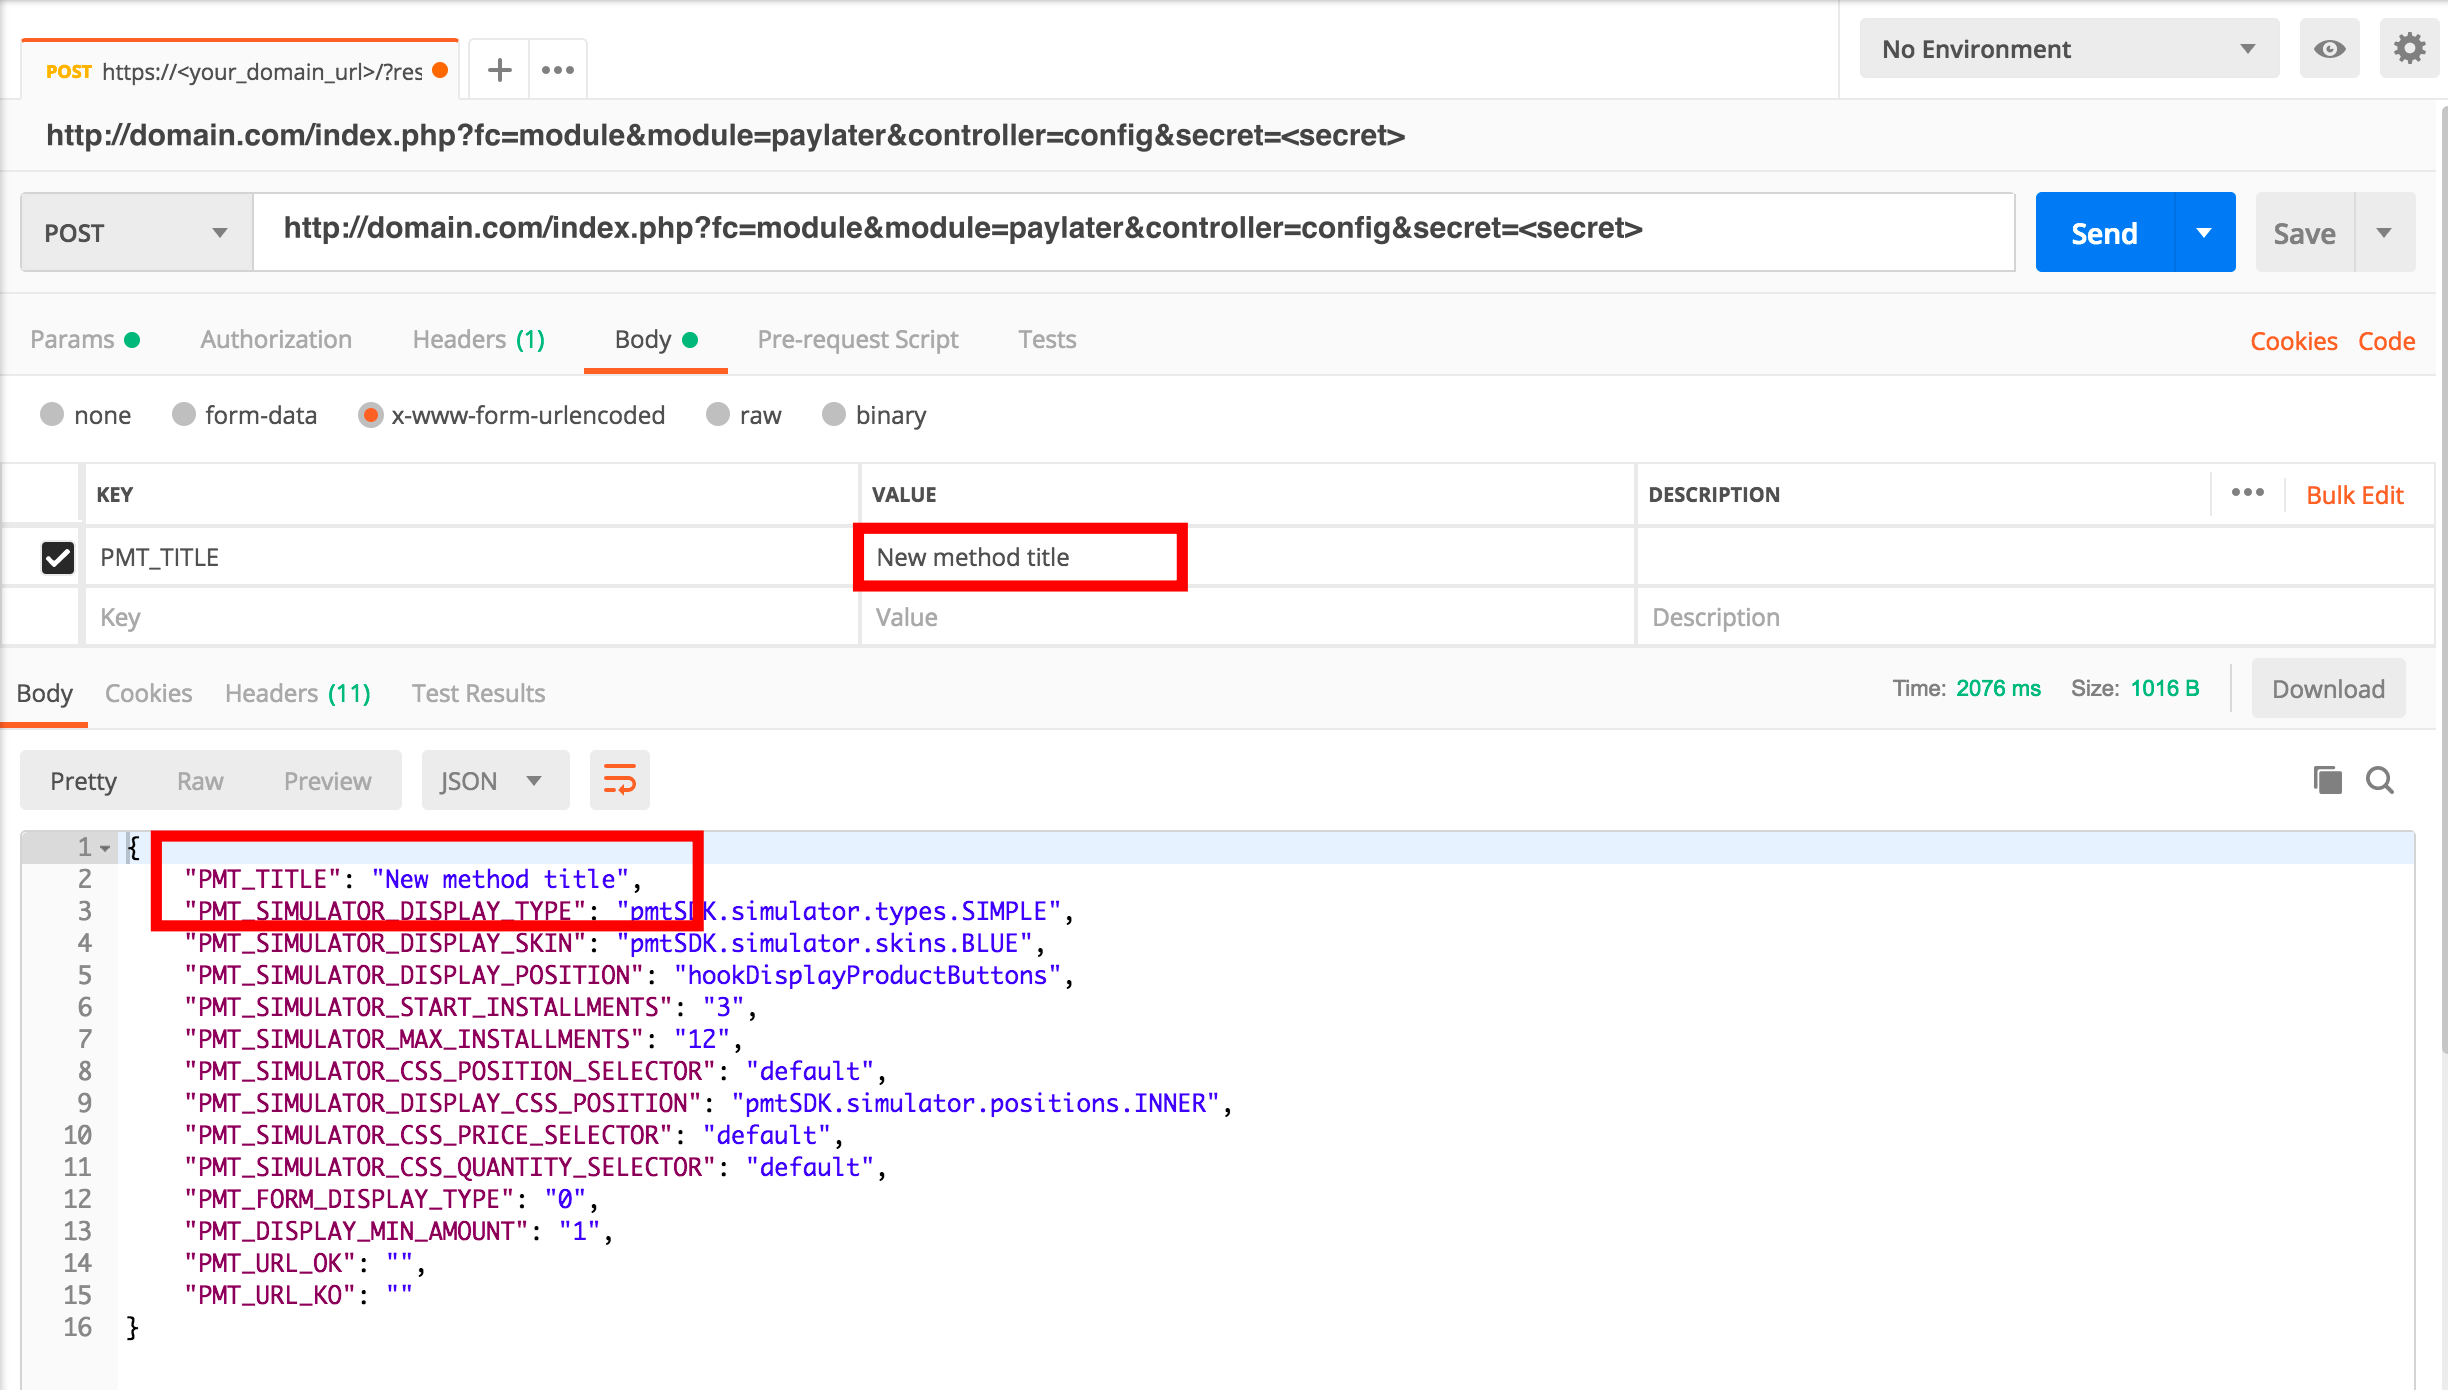 POST https://<your_domain_url>/?res
No Environment
http://domain.com/index.php?fc=module&module=paylater&controller=config&secret=<secret>
POST http://domain.com/index.php?fc=module&module=paylater&controller=config&secret=<secret> Send Save
Params Authorization Headers (1) Body Pre-request Script Tests Cookies Code
none form-data x-www-form-urlencoded raw binary
KEY VALUE DESCRIPTION Bulk Edit
PMT_TITLE New method title
Key Value Description
Body Cookies Headers (11) Test Results Time: 2076 ms Size: 1016 B Download
Pretty Raw Preview JSON
1 {
2 "PMT_TITLE": "New method title",
3 "PMT_SIMULATOR_DISPLAY_TYPE": "pmtSDK.simulator.types.SIMPLE",
4 "PMT_SIMULATOR_DISPLAY_SKIN": "pmtSDK.simulator.skins.BLUE",
5 "PMT_SIMULATOR_DISPLAY_POSITION": "hookDisplayProductButtons",
6 "PMT_SIMULATOR_START_INSTALLMENTS": "3",
7 "PMT_SIMULATOR_MAX_INSTALLMENTS": "12",
8 "PMT_SIMULATOR_CSS_POSITION_SELECTOR": "default",
9 "PMT_SIMULATOR_DISPLAY_CSS_POSITION": "pmtSDK.simulator.positions.INNER",
10 "PMT_SIMULATOR_CSS_PRICE_SELECTOR": "default",
11 "PMT_SIMULATOR_CSS_QUANTITY_SELECTOR": "default",
12 "PMT_FORM_DISPLAY_TYPE": "0",
13 "PMT_DISPLAY_MIN_AMOUNT": "1",
14 "PMT_URL_OK": "",
15 "PMT_URL_KO": ""
16 }